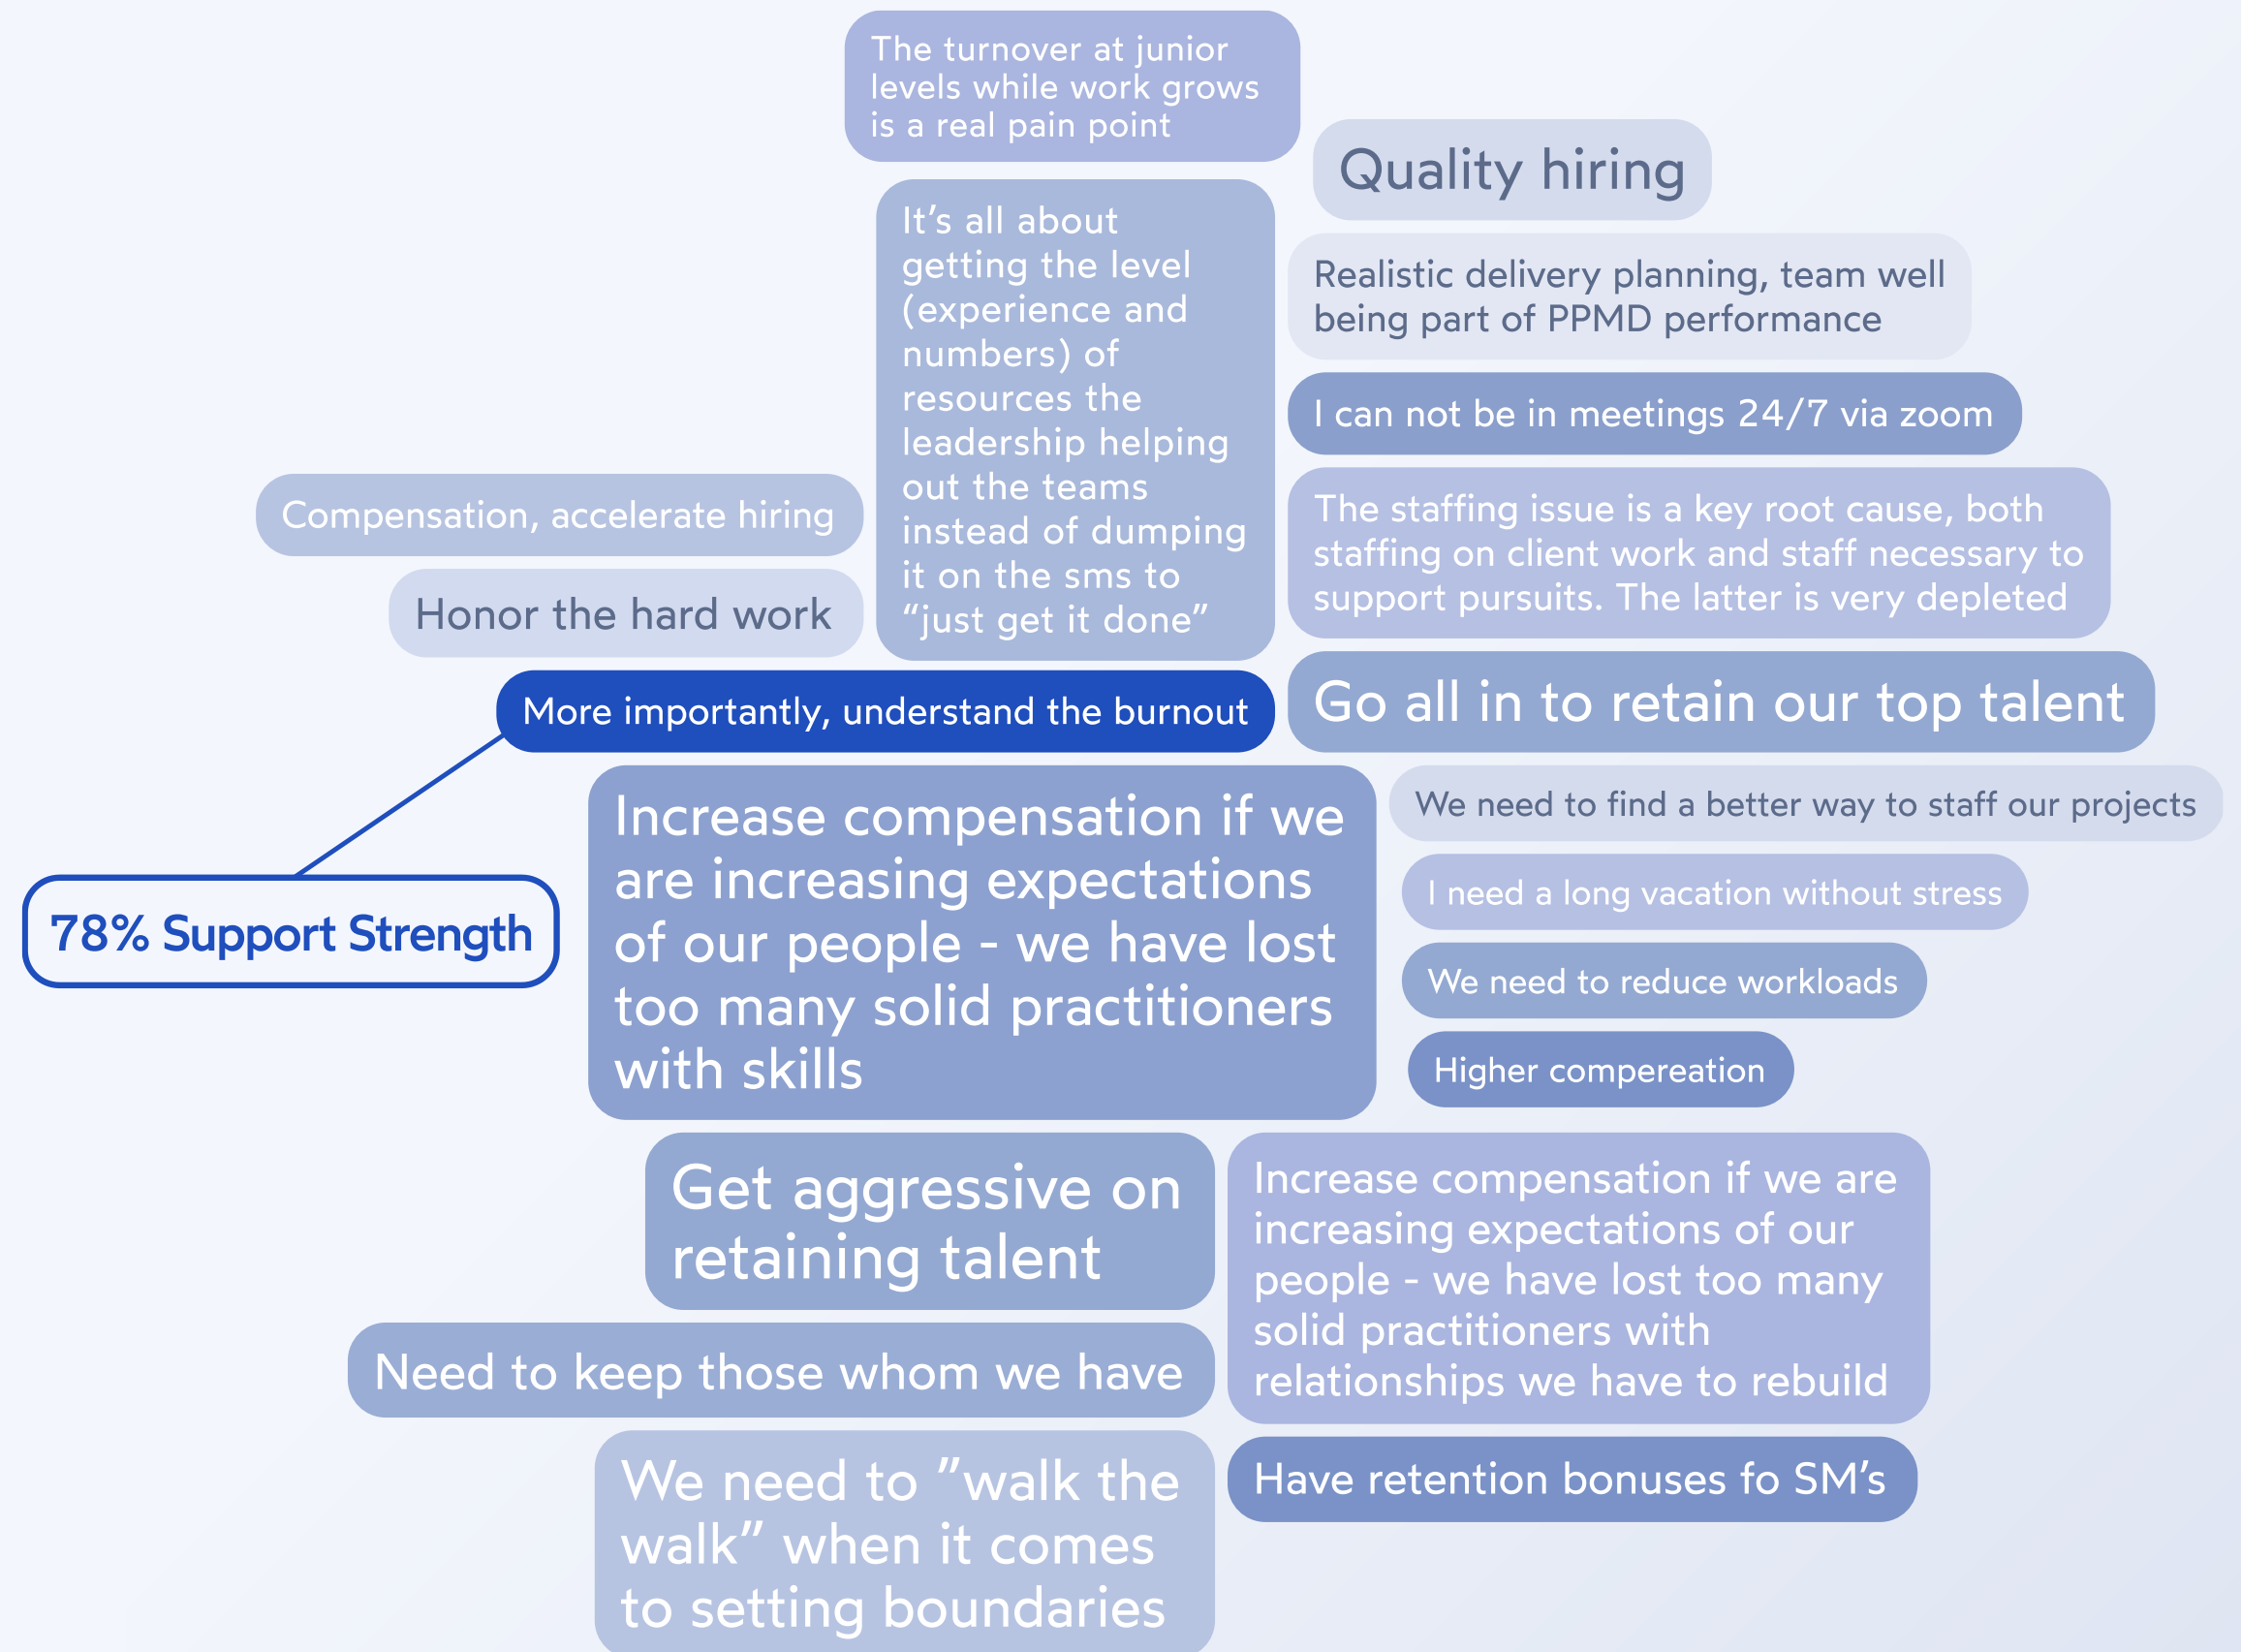 The turnover at junior
levels while work grows
is a real pain point
Quality hiring
It’s all about
getting the level
(experience and
numbers) of
resources the
leadership helping
out the teams
instead of dumping
it on the sms to
“just get it done”
Realistic delivery planning, team well
being part of PPMD performance
I can not be in meetings 24/7 via zoom
Compensation, accelerate hiring
The staffing issue is a key root cause, both
staffing on client work and staff necessary to
support pursuits. The latter is very depleted
Honor the hard work
More importantly, understand the burnout
Go all in to retain our top talent
78% Support Strength
Increase compensation if we
are increasing expectations
of our people - we have lost
too many solid practitioners
with skills
We need to find a better way to staff our projects
I need a long vacation without stress
We need to reduce workloads
Higher compereation
Get aggressive on
retaining talent
Increase compensation if we are
increasing expectations of our
people - we have lost too many
solid practitioners with
relationships we have to rebuild
Need to keep those whom we have
Have retention bonuses fo SM’s
We need to ”walk the
walk” when it comes
to setting boundaries